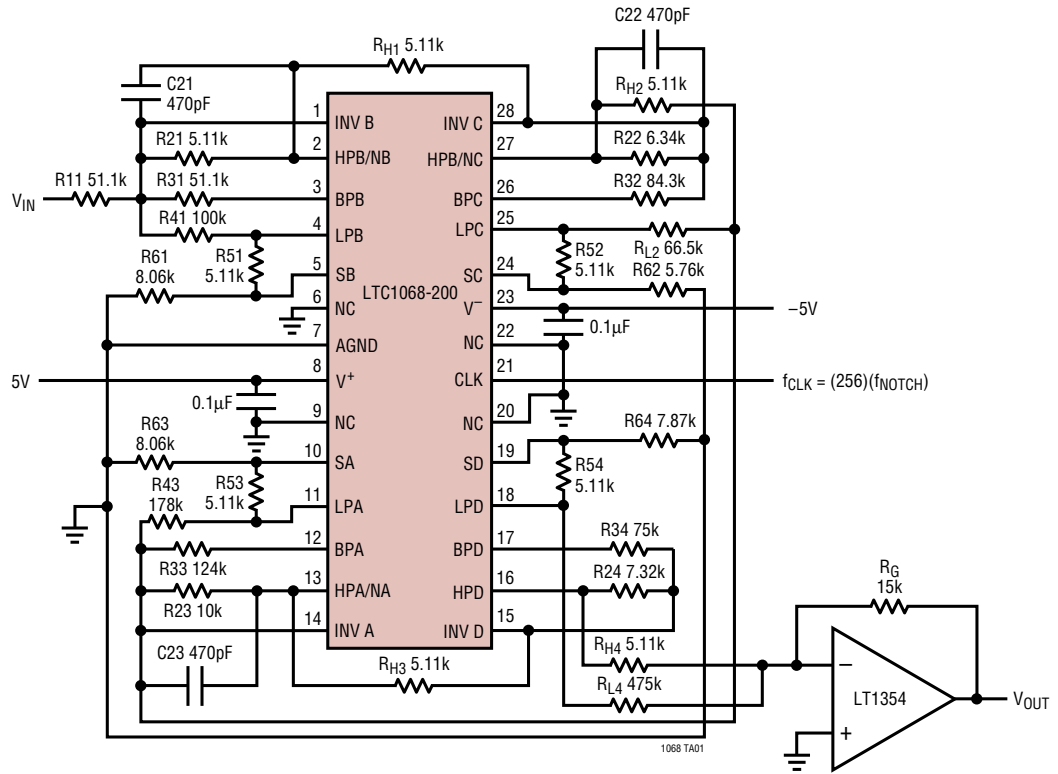 C22 470pF
RH1 5.11k
C21
470pF
RH2 5.11k
1
INV B
INV C
28
R21 5.11k
2
HPB/NB
HPB/NC
27
R22 6.34k
R11 51.1k
R31 51.1k
3
BPB
BPC
26
R32 84.3k
VIN
R41 100k
4
LPB
LPC
25
RL2 66.5k
R61
8.06k
R51
5.11k
5
SB
SC
24
R52
5.11k
R62 5.76k
LTC1068-200
6
NC
V–
23
–5V
7
AGND
NC
22
0.1µF
5V
8
V+
CLK
21
fCLK = (256)(fNOTCH)
0.1µF
9
NC
NC
20
R63
8.06k
10
SA
SD
19
R64 7.87k
R43
178k
R53
5.11k
11
LPA
LPD
18
R54
5.11k
12
BPA
BPD
17
R34 75k
R33 124k
13
HPA/NA
HPD
16
R24 7.32k
R23 10k
14
INV A
INV D
15
C23 470pF
RH3 5.11k
RH4 5.11k
RL4 475k
RG
15k
–
+
LT1354
VOUT
1068 TA01